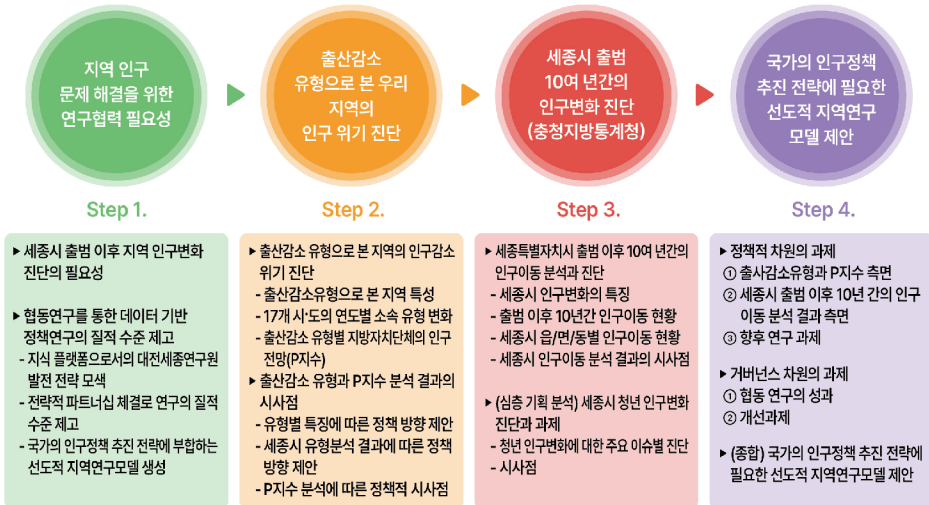 지역 인구
문제 해결을 위한
연구협력 필요성
출산감소
유형으로 본 우리
지역의
인구 위기 진단
세종시 출범
10여 년간의
인구변화 진단
(충청지방통계청)
국가의 인구정책
추진 전략에 필요한
선도적 지역연구
모델 제안
Step 1.
Step 2.
Step 3.
Step 4.
▶ 세종시 출범 이후 지역 인구변화
진단의 필요성
▶ 협동연구를 통한 데이터 기반
정책연구의 질적 수준 제고
- 지식 플랫폼으로서의 대전세종연구원
발전 전략 모색
- 전략적 파트너십 체결로 연구의 질적
수준 제고
- 국가의 인구정책 추진 전략에 부합하는
선도적 지역연구모델 생성
▶ 출산감소 유형으로 본 지역의 인구감소
위기 진단
- 출산감소유형으로 본 지역 특성
- 17개 시·도의 연도별 소속 유형 변화
- 출산감소 유형별 지방자치단체의 인구
전망(P지수)
▶ 출산감소 유형과 P지수 분석 결과의
시사점
- 유형별 특징에 따른 정책 방향 제안
- 세종시 유형분석 결과에 따른 정책
방향 제안
- P지수 분석에 따른 정책적 시사점
▶ 세종특별자치시 출범 이후 10여 년간의
인구이동 분석과 진단
- 세종시 인구변화의 특징
- 출범 이후 10년간 인구이동 현황
- 세종시 읍/면/동별 인구이동 현황
- 세종시 인구이동 분석 결과의 시사점
▶ (심층 기획 분석) 세종시 청년 인구변화
진단과 과제
- 청년 인구변화에 대한 주요 이슈별 진단
- 시사점
▶ 정책적 차원의 과제
① 출사감소유형과 P지수 측면
② 세종시 출범 이후 10년 간의 인구
이동 분석 결과 측면
③ 향후 연구 과제
▶ 거버넌스 차원의 과제
① 협동 연구의 성과
② 개선과제
▶ (종합) 국가의 인구정책 추진 전략에
필요한 선도적 지역연구모델 제안